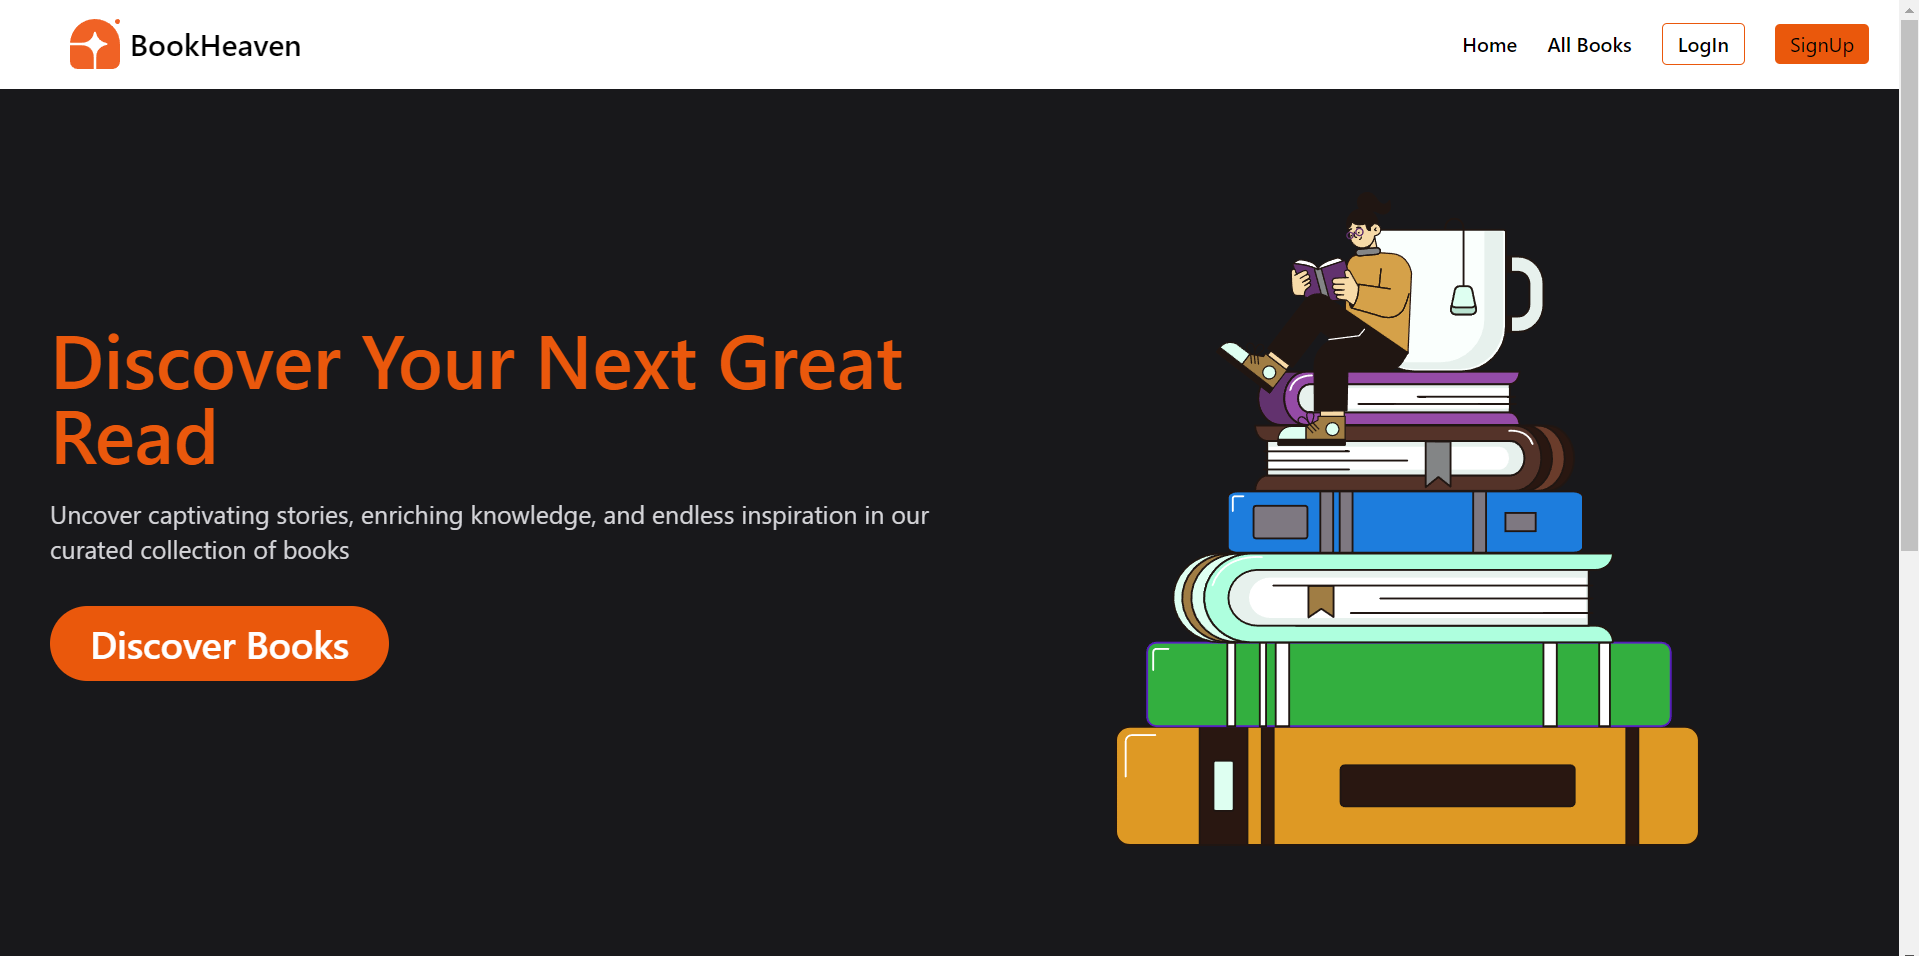 BookHeaven
Home
All Books
LogIn
SignUp
Discover Your Next Great
Read
Uncover captivating stories, enriching knowledge, and endless inspiration in our
curated collection of books
Discover Books